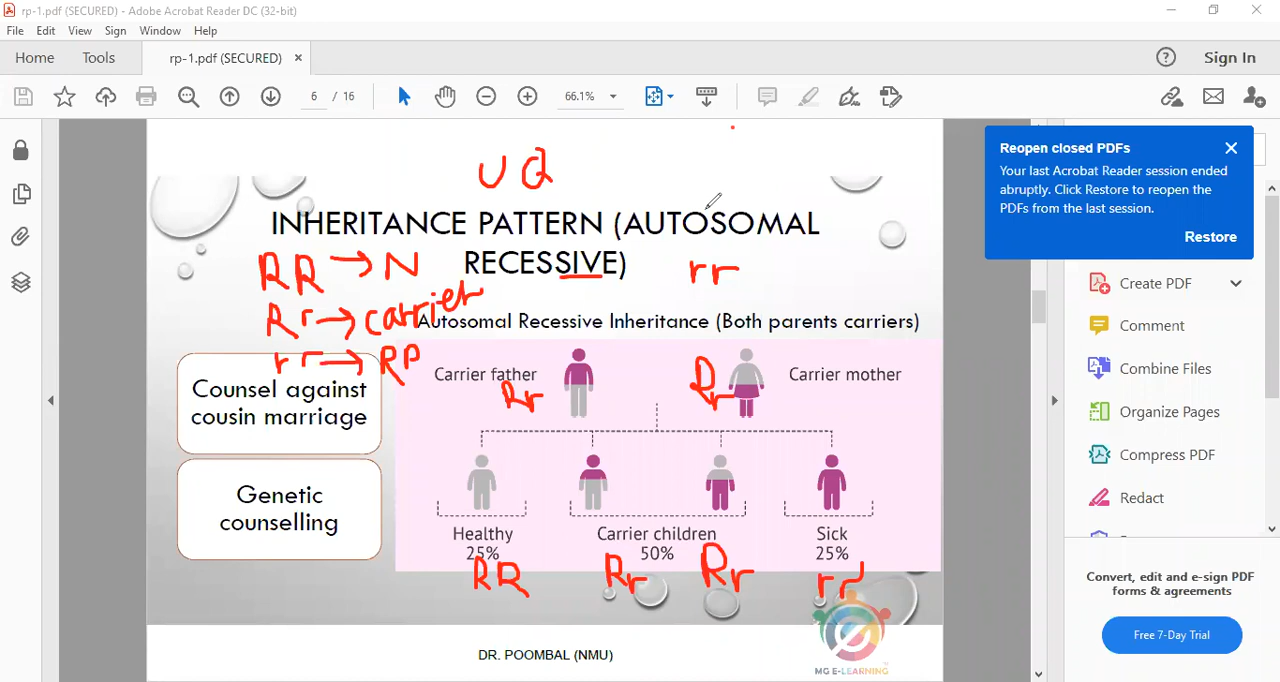 rp-1.pdf (SECURED) - Adobe Acrobat Reader DC (32-bit)
File Edit View Sign Window Help
Home Tools rp-1.pdf (SECURED) × Sign In
6 / 16 66.1%
Reopen closed PDFs
Your last Acrobat Reader session ended
abruptly. Click Restore to reopen the
PDFs from the last session.
Restore
UQ
INHERITANCE PATTERN (AUTOSOMAL
RECESSIVE)
RR → N
rr
Rr → carrier
rr → RP
Autosomal Recessive Inheritance (Both parents carriers)
Counsel against
cousin marriage
Genetic
counselling
Carrier father
Rr
Carrier mother
Healthy
25%
RR
Carrier children
50%
Rr
Rr
Sick
25%
rr
DR. POOMBAL (NMU)
MG E-LEARNING
Create PDF
Comment
Combine Files
Organize Pages
Compress PDF
Redact
Convert, edit and e-sign PDF
forms & agreements
Free 7-Day Trial